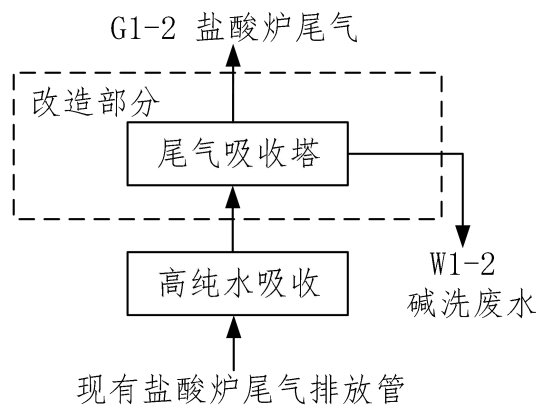 G1-2 盐酸炉尾气
改造部分
尾气吸收塔
高纯水吸收
W1-2
碱洗废水
现有盐酸炉尾气排放管